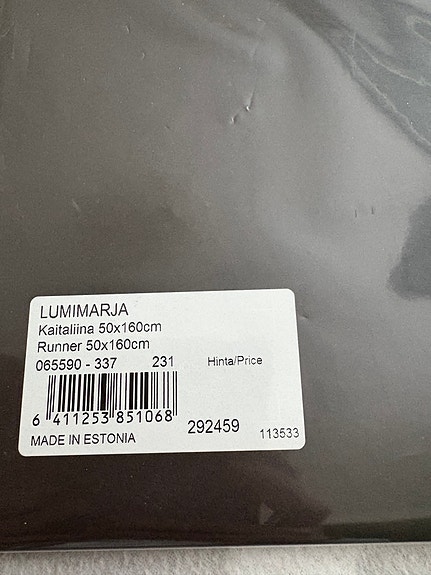 LUMIMARJA
Kaitaliina 50x160cm
Runner 50x160cm
065590 - 337 231 Hinta/Price
6 411253 851068
292459 113533
MADE IN ESTONIA